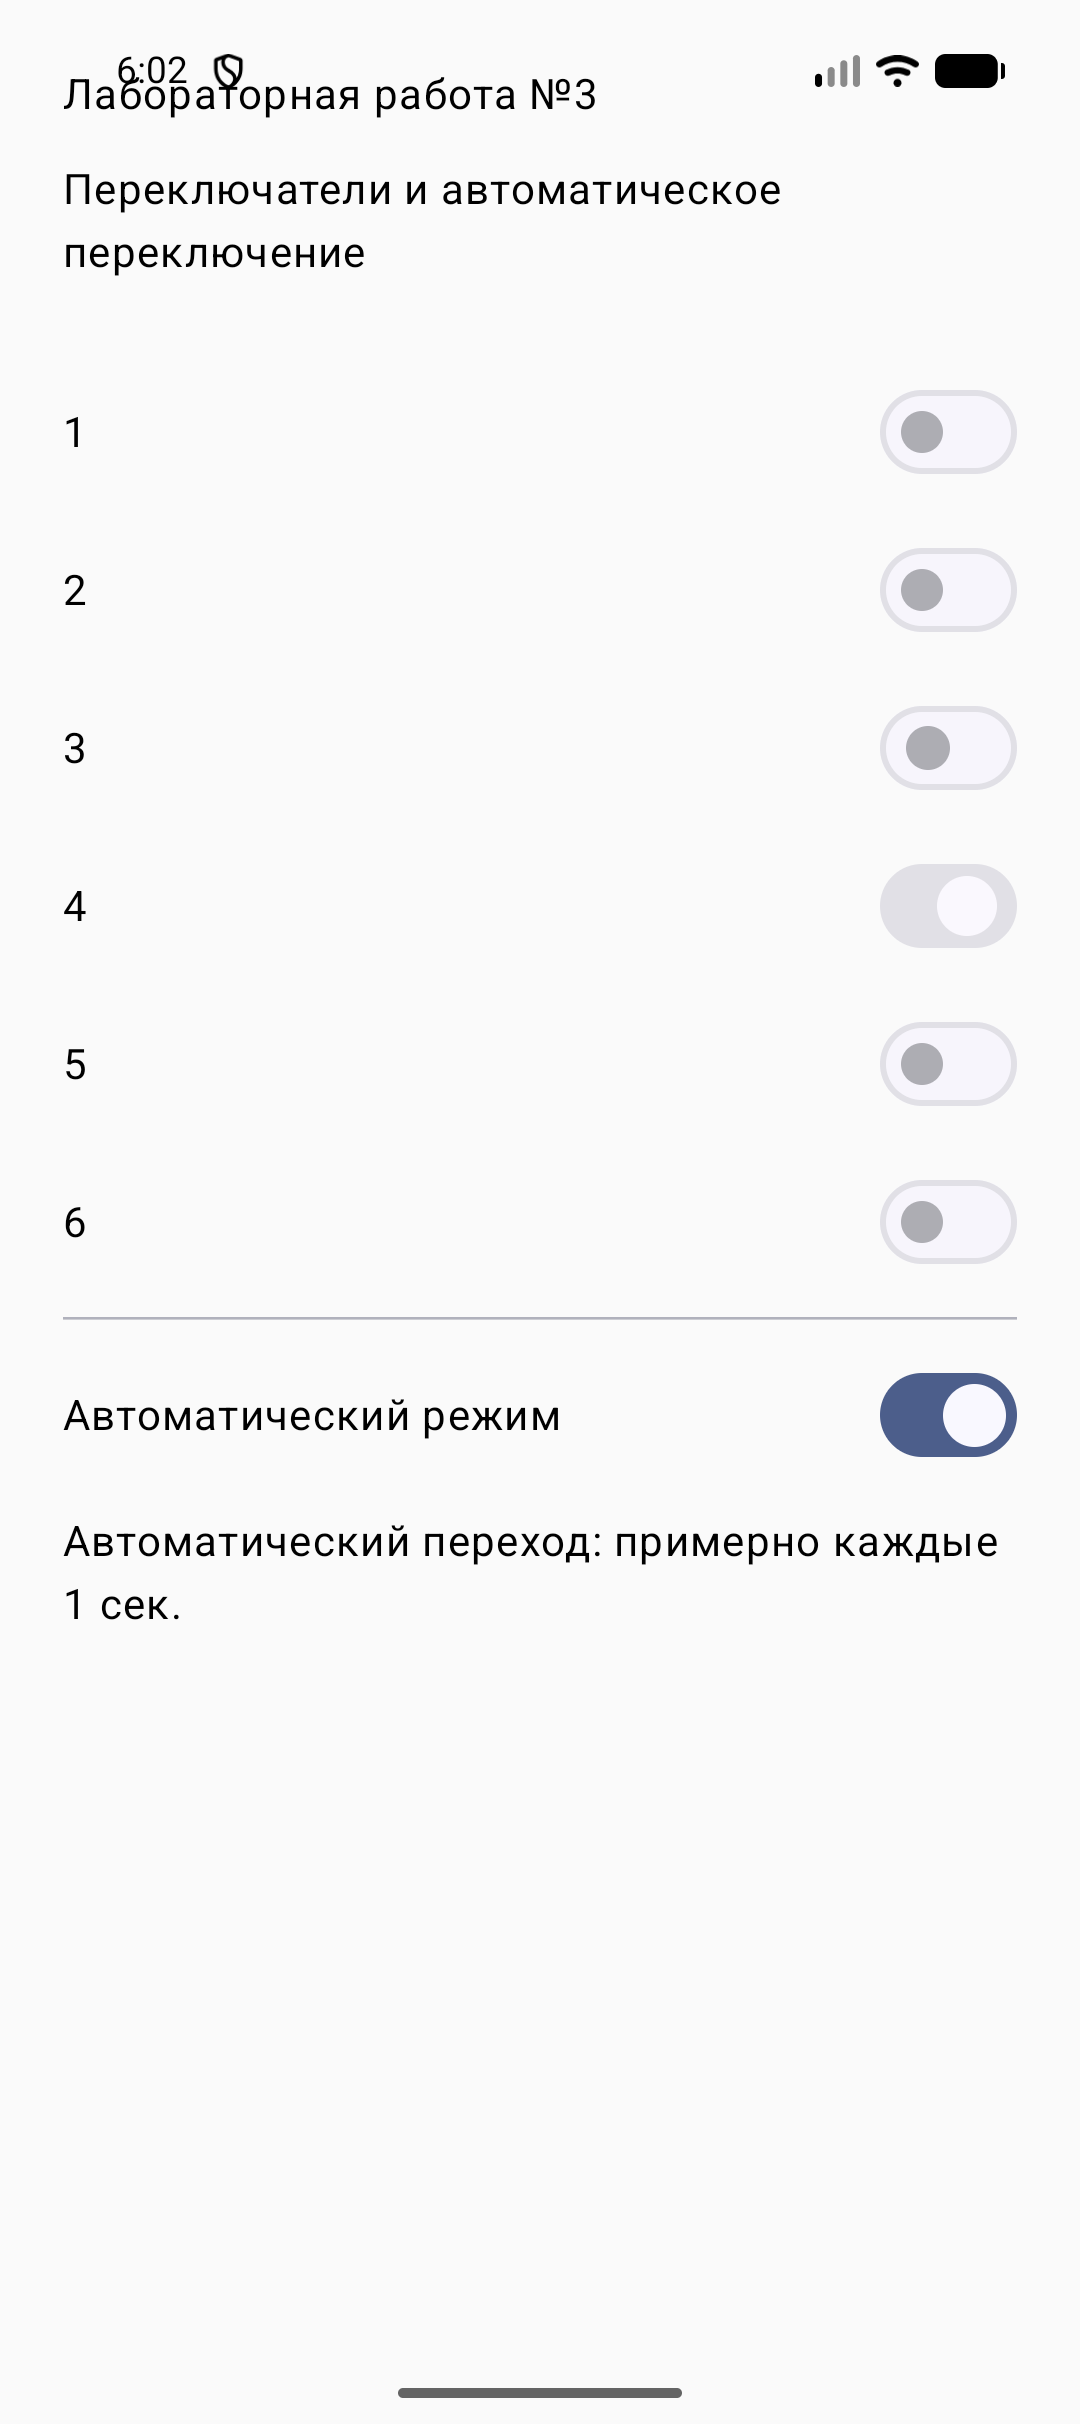 6:02
Лабораторная работа №3
Переключатели и автоматическое
переключение
1
2
3
4
5
6
Автоматический режим
Автоматический переход: примерно каждые
1 сек.